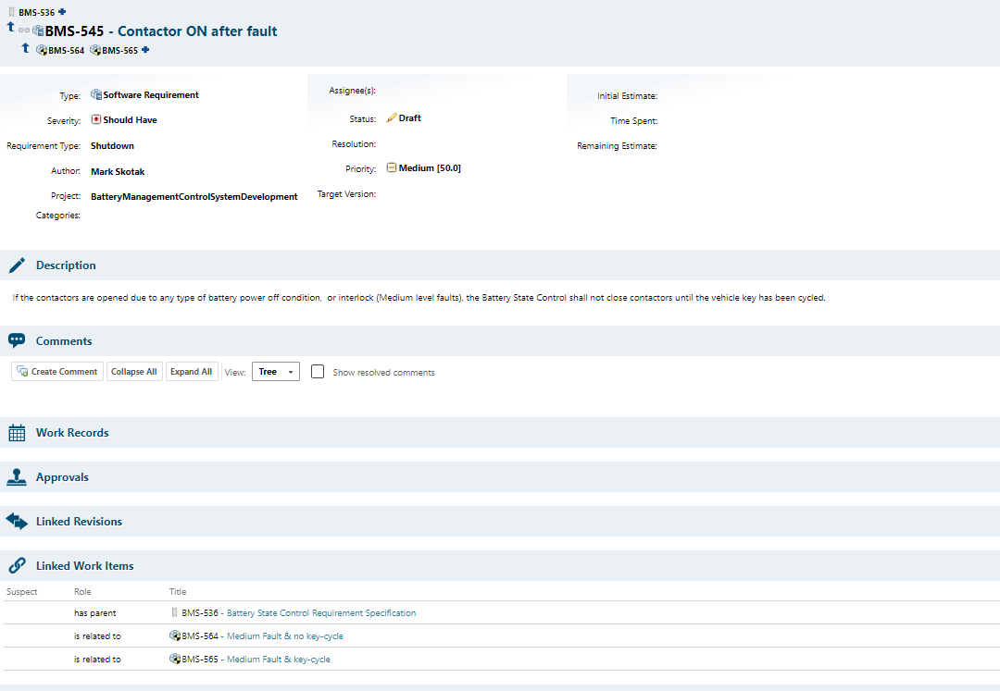 BMS-536
BMS-545 - Contactor ON after fault
BMS-564 BMS-565
Type: Software Requirement
Severity: Should Have
Requirement Type: Shutdown
Author: Mark Skotak
Project: BatteryManagementControlSystemDevelopment
Categories:
Assignee(s):
Status: Draft
Resolution:
Priority: Medium [50.0]
Target Version:
Initial Estimate:
Time Spent:
Remaining Estimate:
Description
If the contactors are opened due to any type of battery power off condition,  or interlock (Medium level faults), the Battery State Control shall not close contactors until the vehicle key has been cycled.
Comments
Create Comment Collapse All Expand All View: Tree Show resolved comments
Work Records
Approvals
Linked Revisions
Linked Work Items
Suspect Role Title
has parent BMS-536 - Battery State Control Requirement Specification
is related to BMS-564 - Medium Fault & no key-cycle
is related to BMS-565 - Medium Fault & key-cycle